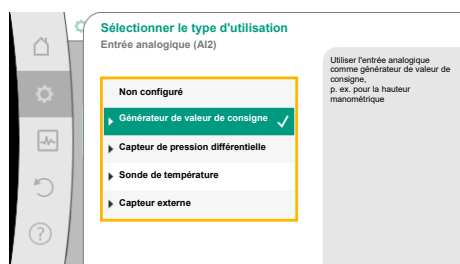 Sélectionner le type d'utilisation
Entrée analogique (AI2)
Non configuré
Générateur de valeur de consigne
Capteur de pression différentielle
Sonde de température
Capteur externe
Utiliser l'entrée analogique
comme générateur de valeur de
consigne,
p. ex. pour la hauteur
manométrique
?